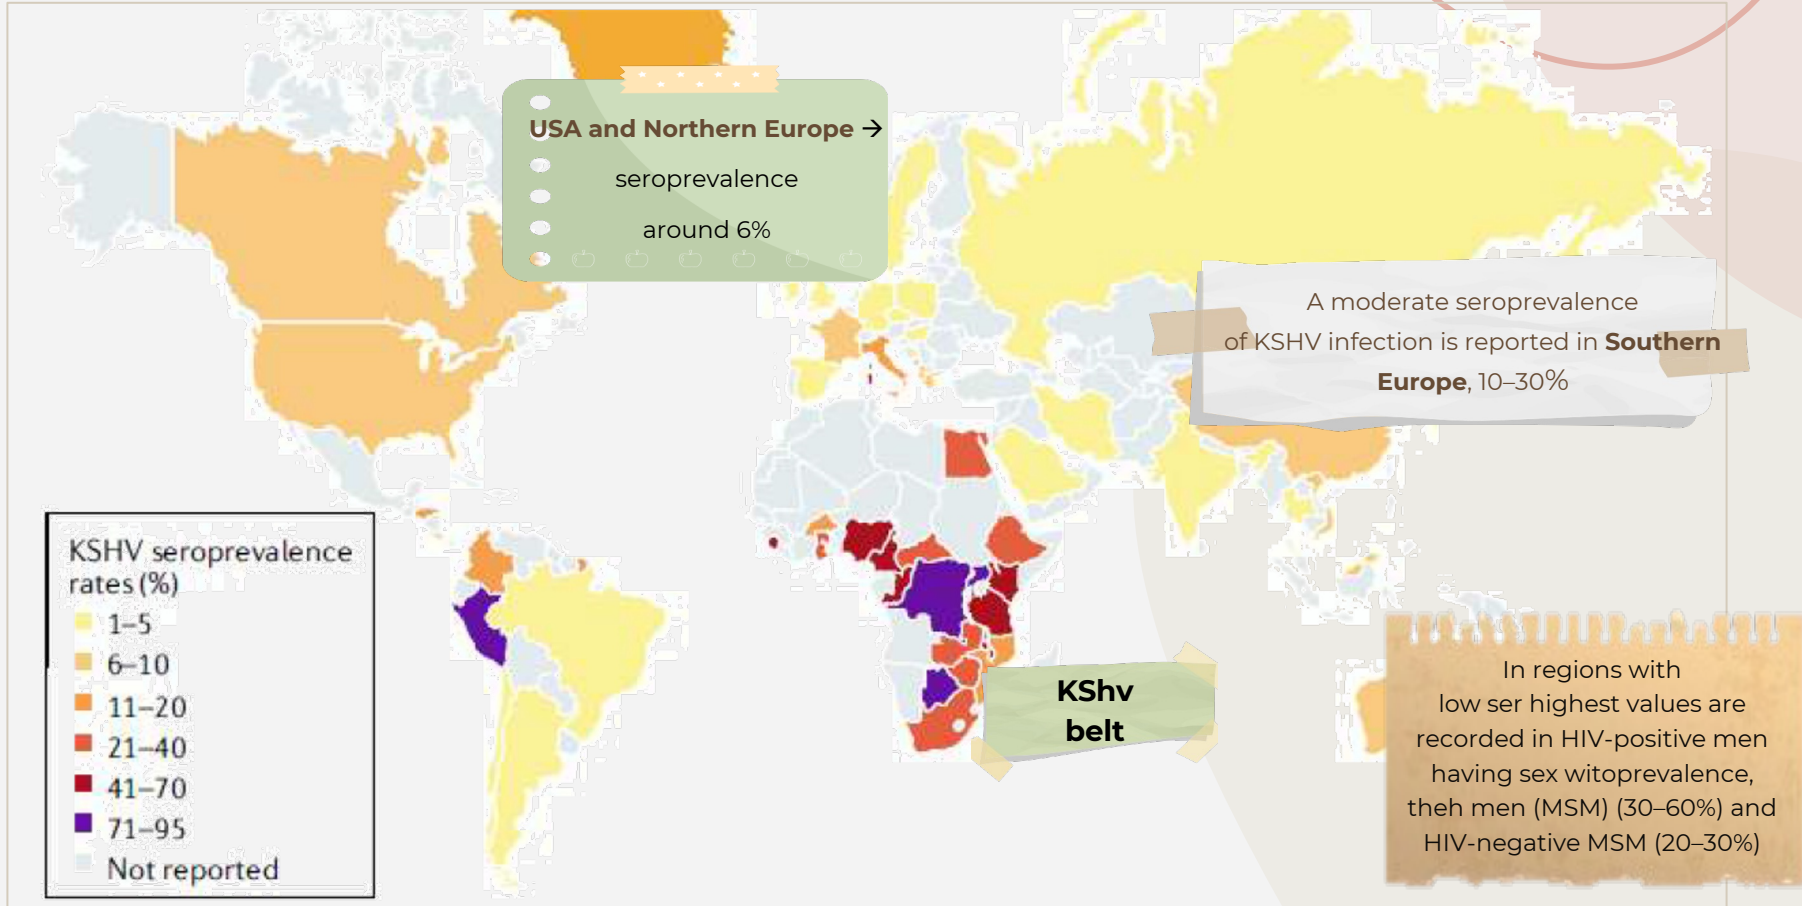 USA and Northern Europe →
seroprevalence
around 6%
A moderate seroprevalence
of KSHV infection is reported in Southern
Europe, 10–30%
KSHV seroprevalence
rates (%)
1–5
6–10
11–20
21–40
41–70
71–95
Not reported
KShv
belt
In regions with
low ser highest values are
recorded in HIV-positive men
having sex witoprevalence,
theh men (MSM) (30–60%) and
HIV-negative MSM (20–30%)